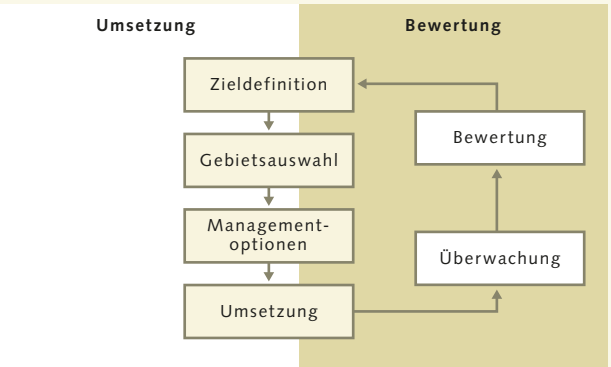 Umsetzung
Bewertung
Zieldefinition
Gebietsauswahl
Management-
optionen
Umsetzung
Bewertung
Überwachung